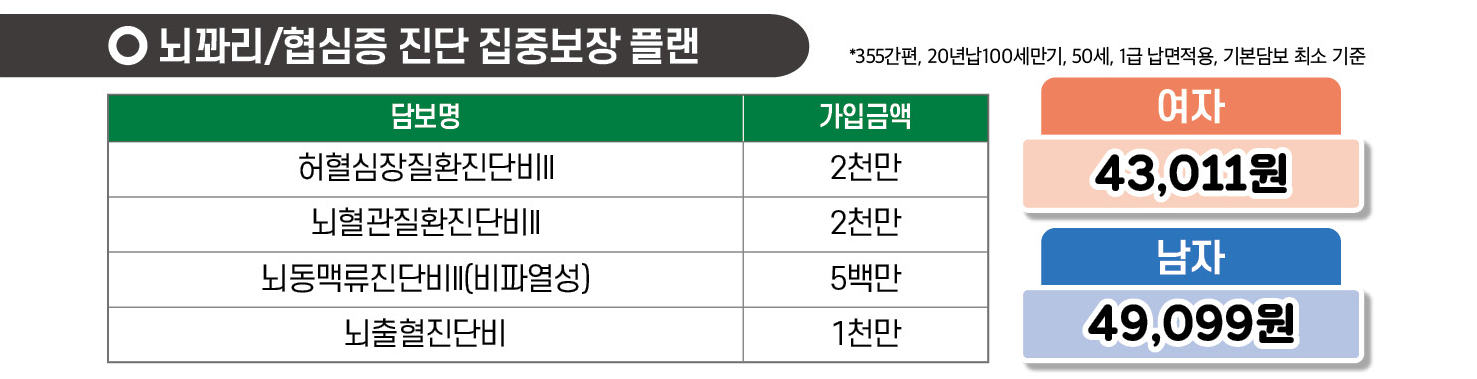 뇌꽈리/협심증 진단 집중보장 플랜
*355간편, 20년납100세만기, 50세, 1급 납면적용, 기본담보 최소 기준
담보명 가입금액
허혈심장질환진단비Ⅱ 2천만
뇌혈관질환진단비Ⅱ 2천만
뇌동맥류진단비Ⅱ(비파열성) 5백만
뇌출혈진단비 1천만
여자
43,011원
남자
49,099원